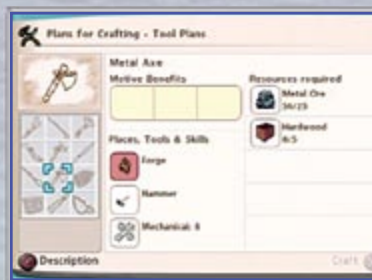 Plans for Crafting - Tool Plans
Metal Axe
Motive Benefits
Resources required
Metal Ore
Hardwood
Places, Tools & Skills
Forge
Hammer
Mechanical: 8
Description
Craft